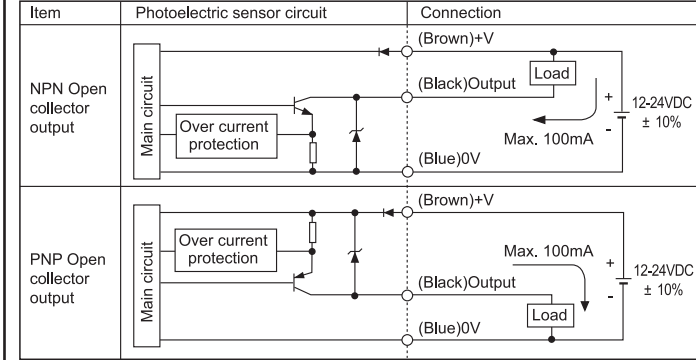 Item
Photoelectric sensor circuit
Connection
NPN Open
collector
output
Main circuit
Over current
protection
(Brown)+V
(Black)Output
(Blue)0V
Load
Max. 100mA
+
-
12-24VDC
± 10%
PNP Open
collector
output
Main circuit
Over current
protection
(Brown)+V
(Black)Output
(Blue)0V
Max. 100mA
Load
+
-
12-24VDC
± 10%